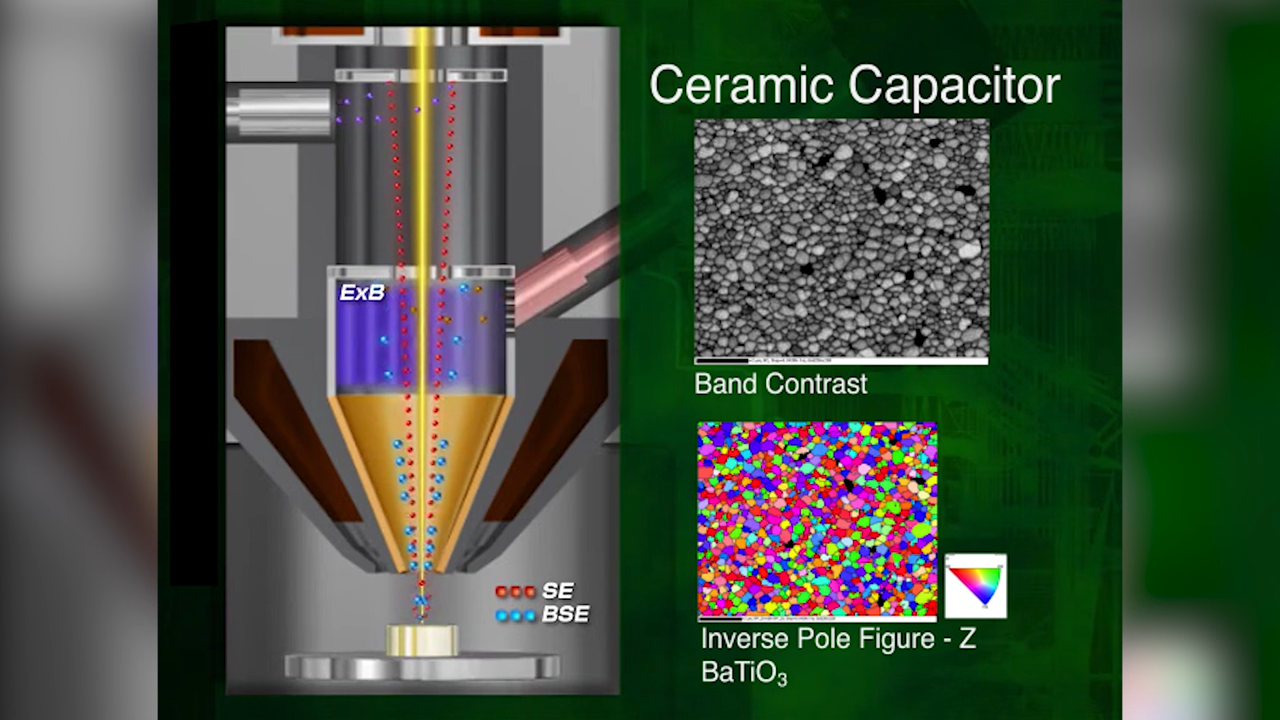 Ceramic Capacitor
ExB
Band Contrast
SE
BSE
Inverse Pole Figure - Z
BaTiO₃